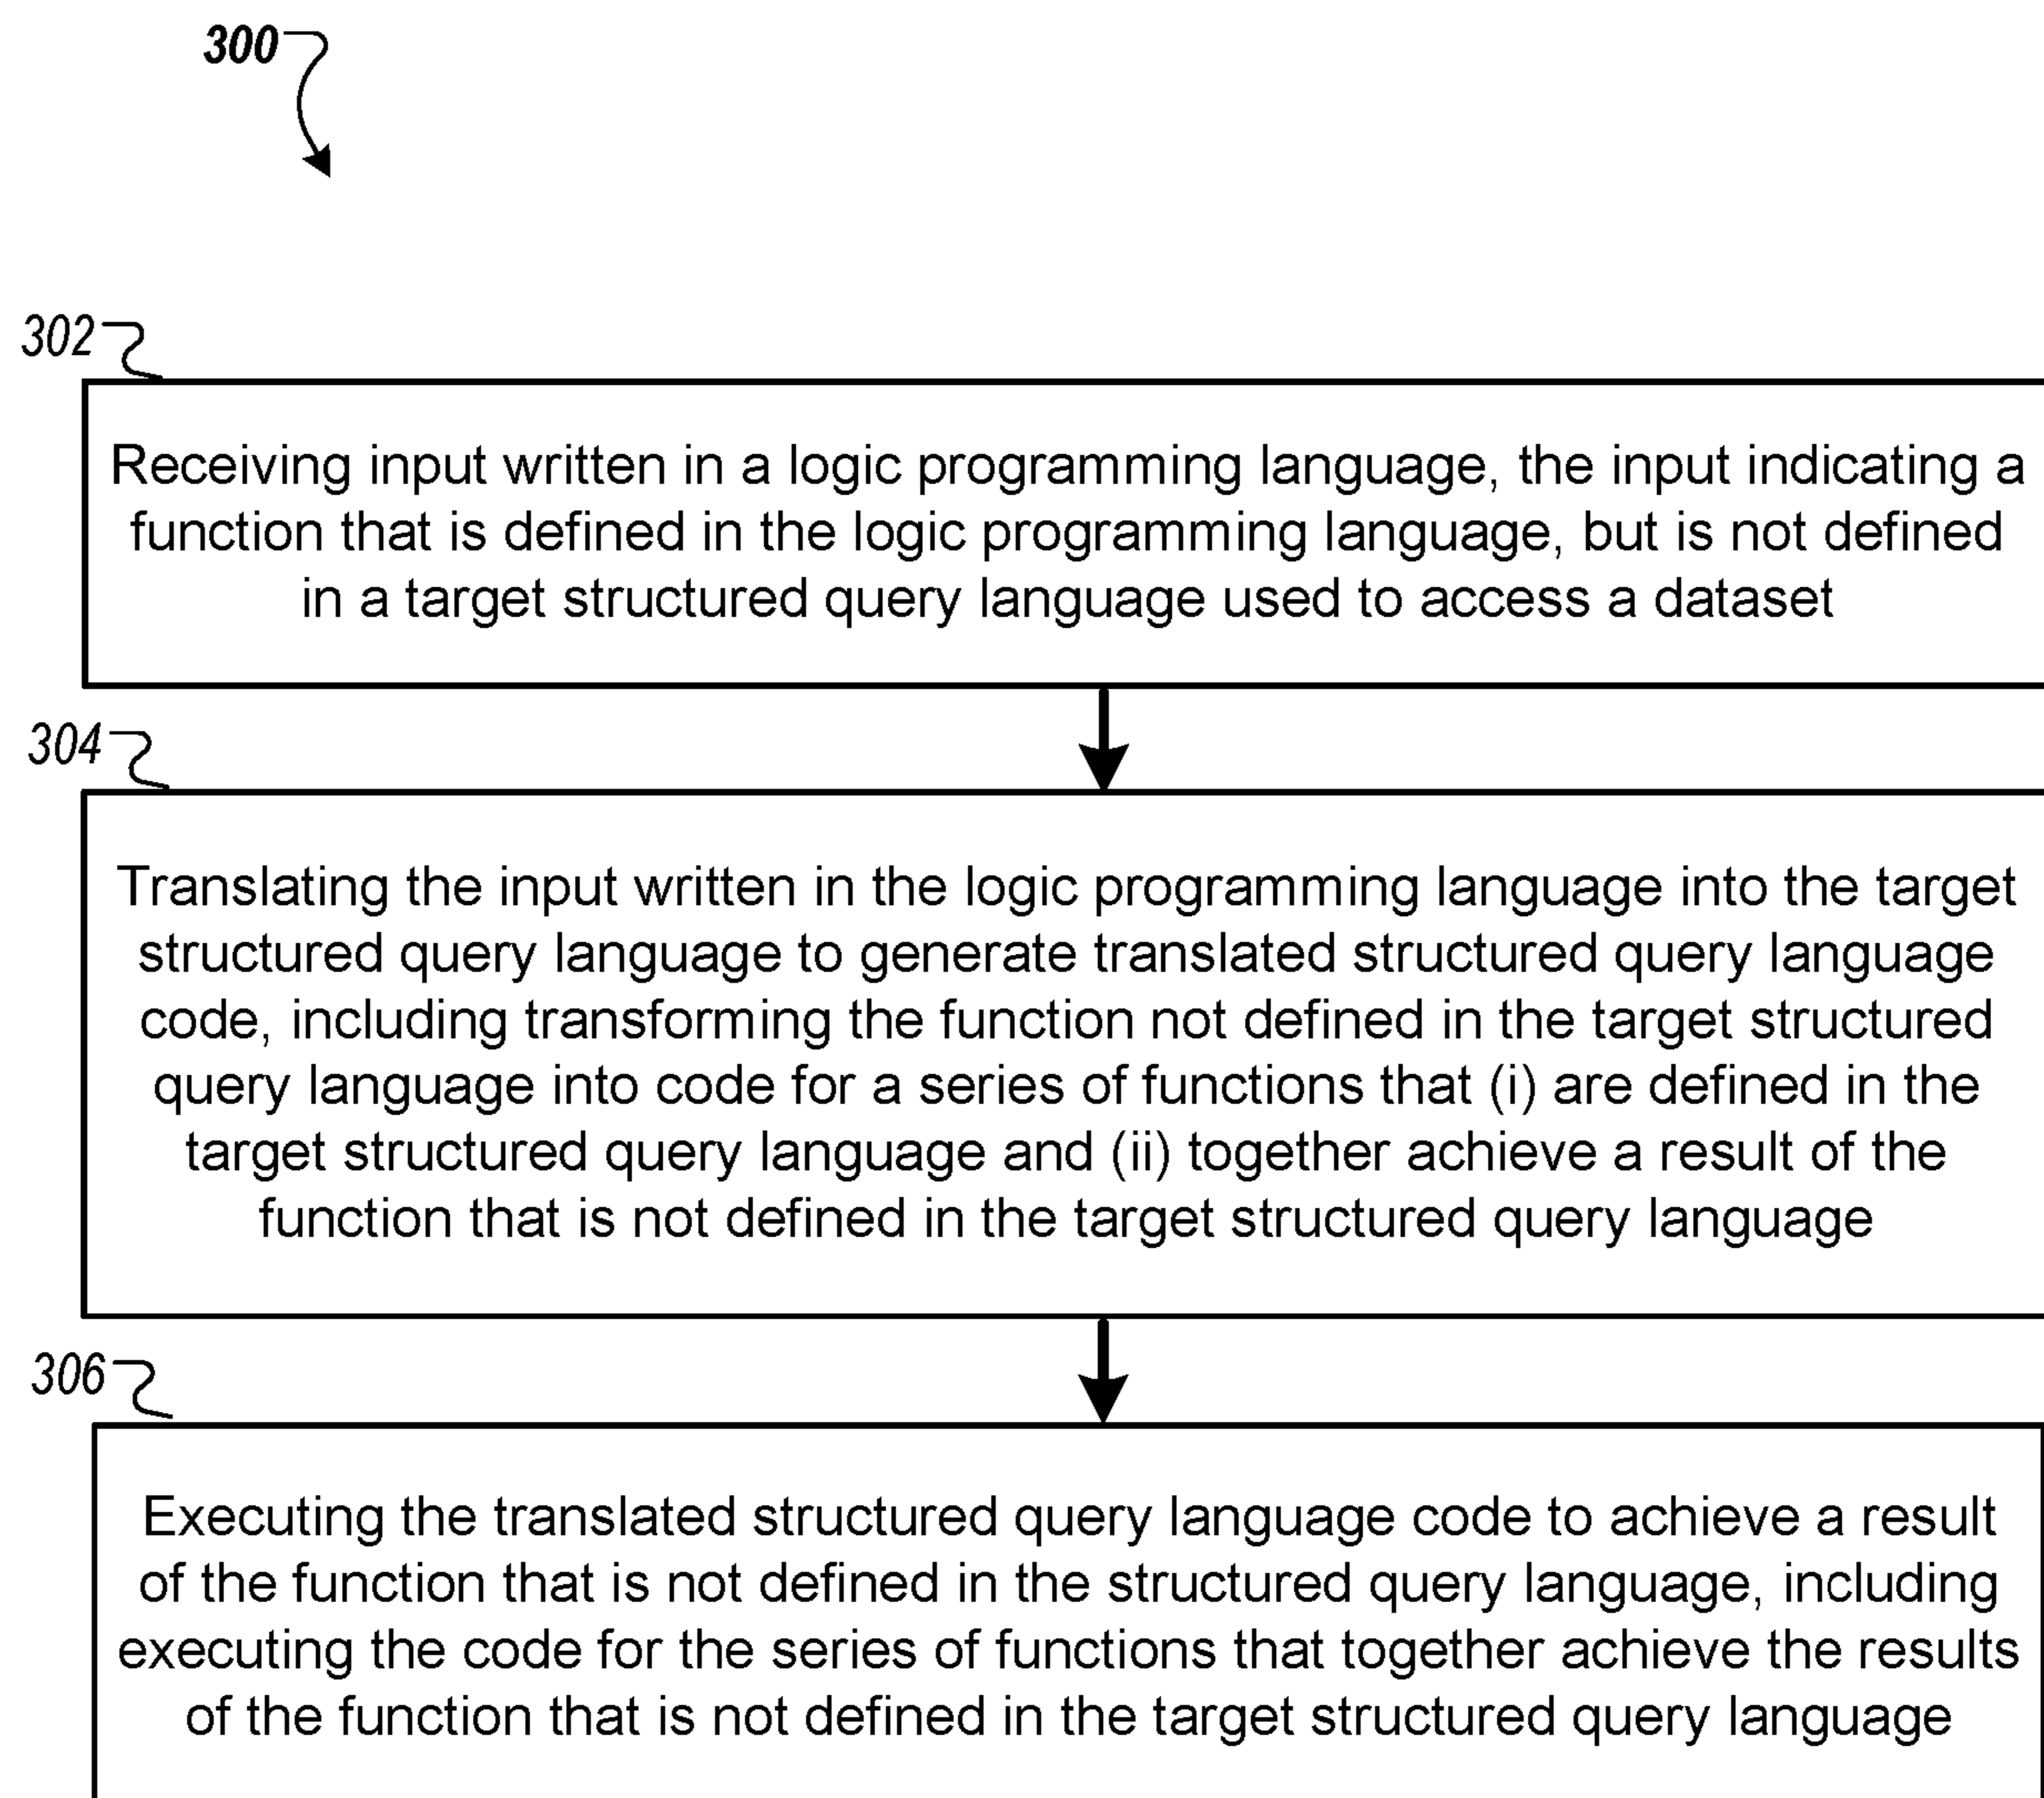 300
302
Receiving input written in a logic programming language, the input indicating a
function that is defined in the logic programming language, but is not defined
in a target structured query language used to access a dataset
304
Translating the input written in the logic programming language into the target
structured query language to generate translated structured query language
code, including transforming the function not defined in the target structured
query language into code for a series of functions that (i) are defined in the
target structured query language and (ii) together achieve a result of the
function that is not defined in the target structured query language
306
Executing the translated structured query language code to achieve a result
of the function that is not defined in the structured query language, including
executing the code for the series of functions that together achieve the results
of the function that is not defined in the target structured query language